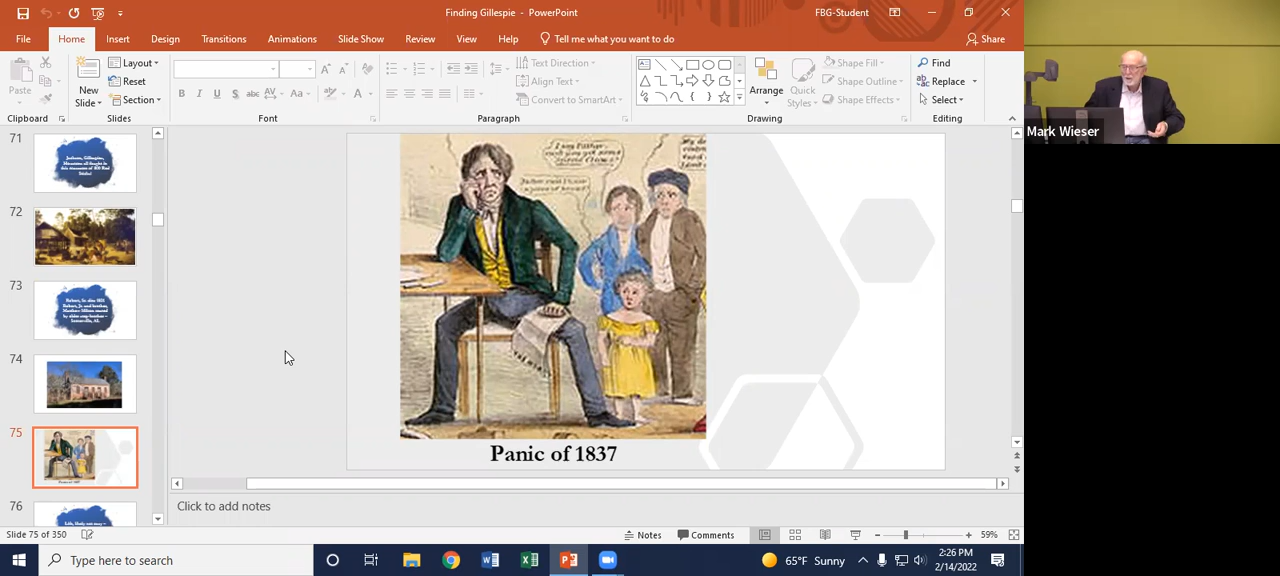 Finding Gillespie - PowerPoint
FBG-Student
File Home Insert Design Transitions Animations Slide Show Review View Help Tell me what you want to do Share
Paste
New Slide
Layout
Reset
Section
B I U S abc AV Aa A
Text Direction
Align Text
Convert to SmartArt
Arrange
Quick Styles
Shape Fill
Shape Outline
Shape Effects
Find
Replace
Select
Clipboard Slides Font Paragraph Drawing Editing
Mark Wieser
71
72
73
74
75
76
Panic of 1837
Click to add notes
Slide 75 of 350
Notes Comments 59%
Type here to search
65°F Sunny
2:26 PM
2/14/2022